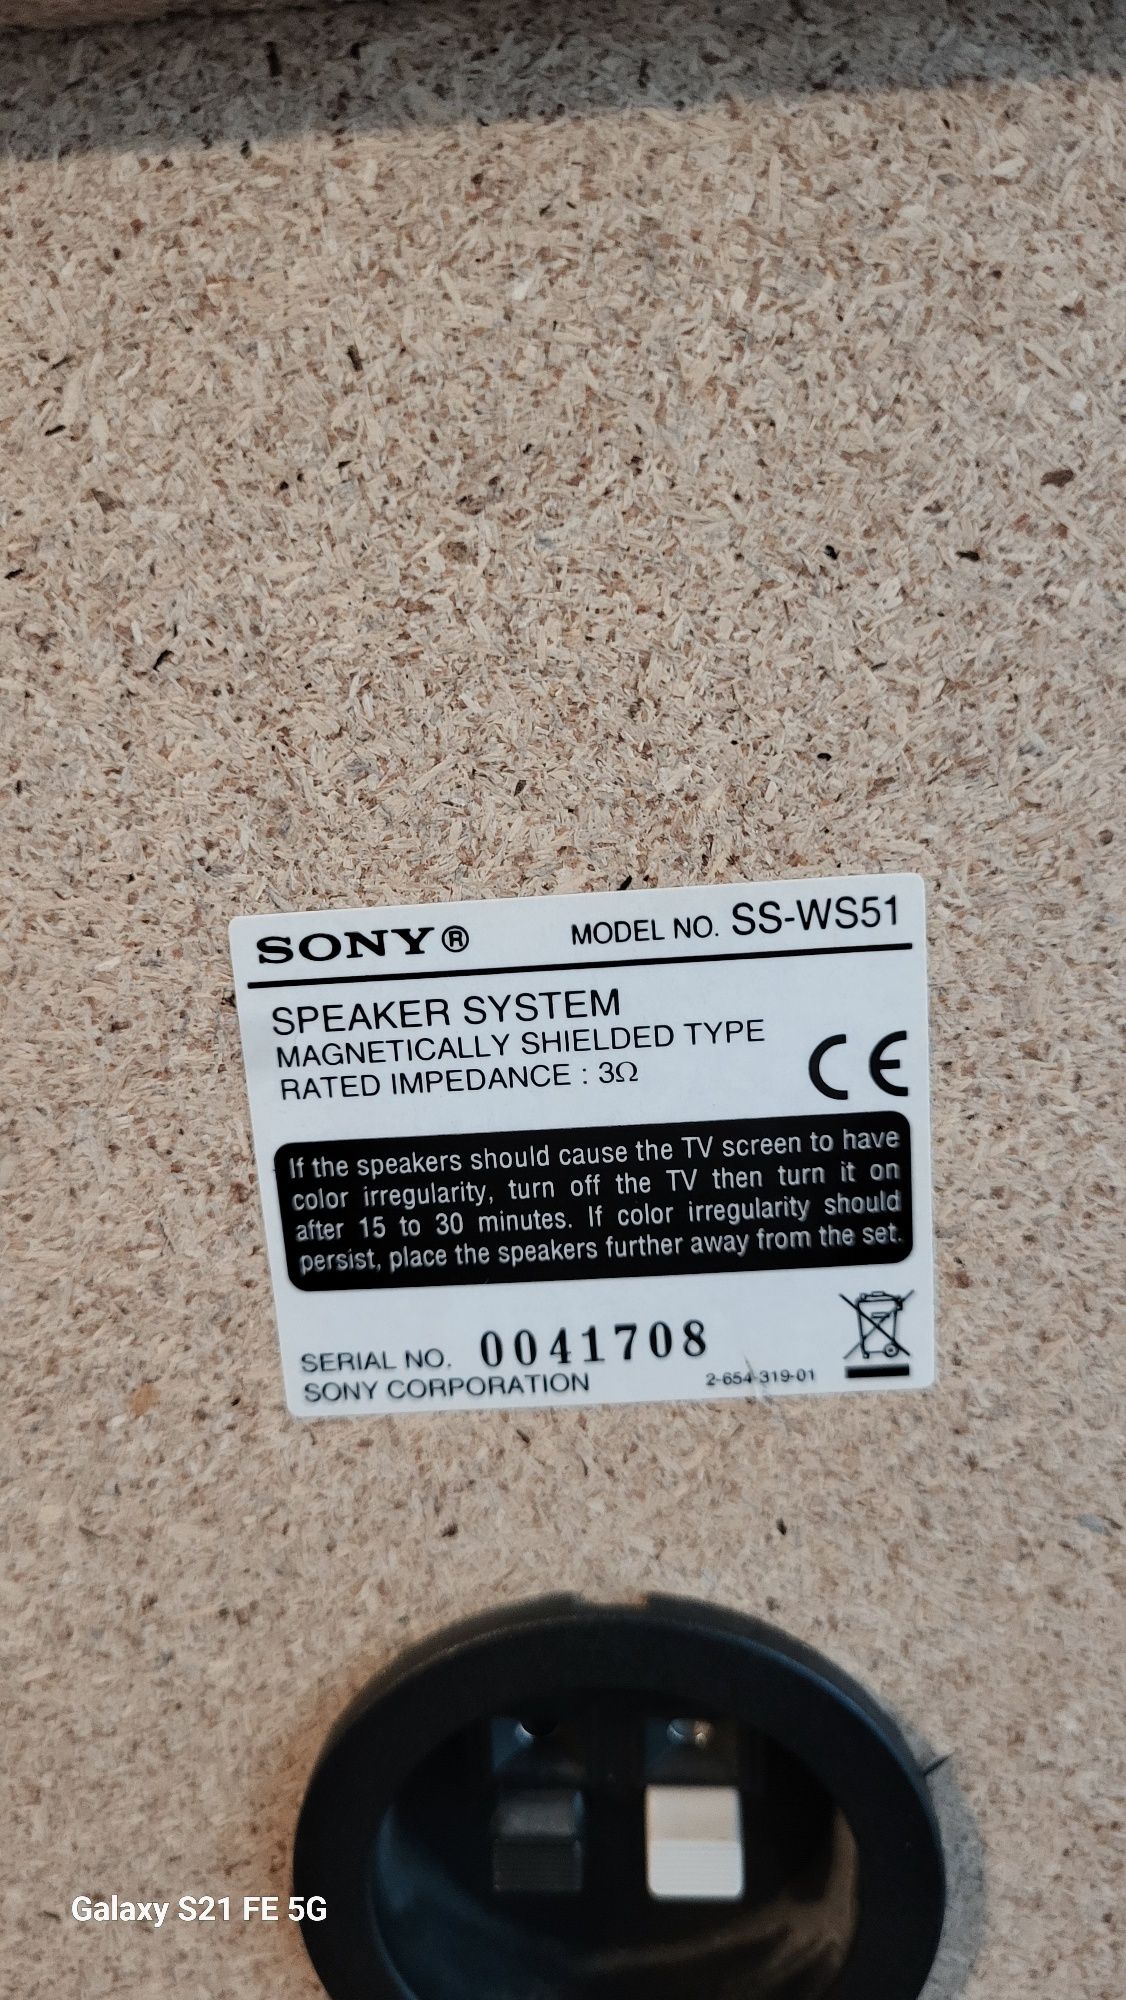 SONY® MODEL NO. SS-WS51
SPEAKER SYSTEM
MAGNETICALLY SHIELDED TYPE
RATED IMPEDANCE : 3Ω
CE
If the speakers should cause the TV screen to have
color irregularity, turn off the TV then turn it on
after 15 to 30 minutes. If color irregularity should
persist, place the speakers further away from the set.
SERIAL NO. 0041708
SONY CORPORATION 2-654-319-01
Galaxy S21 FE 5G